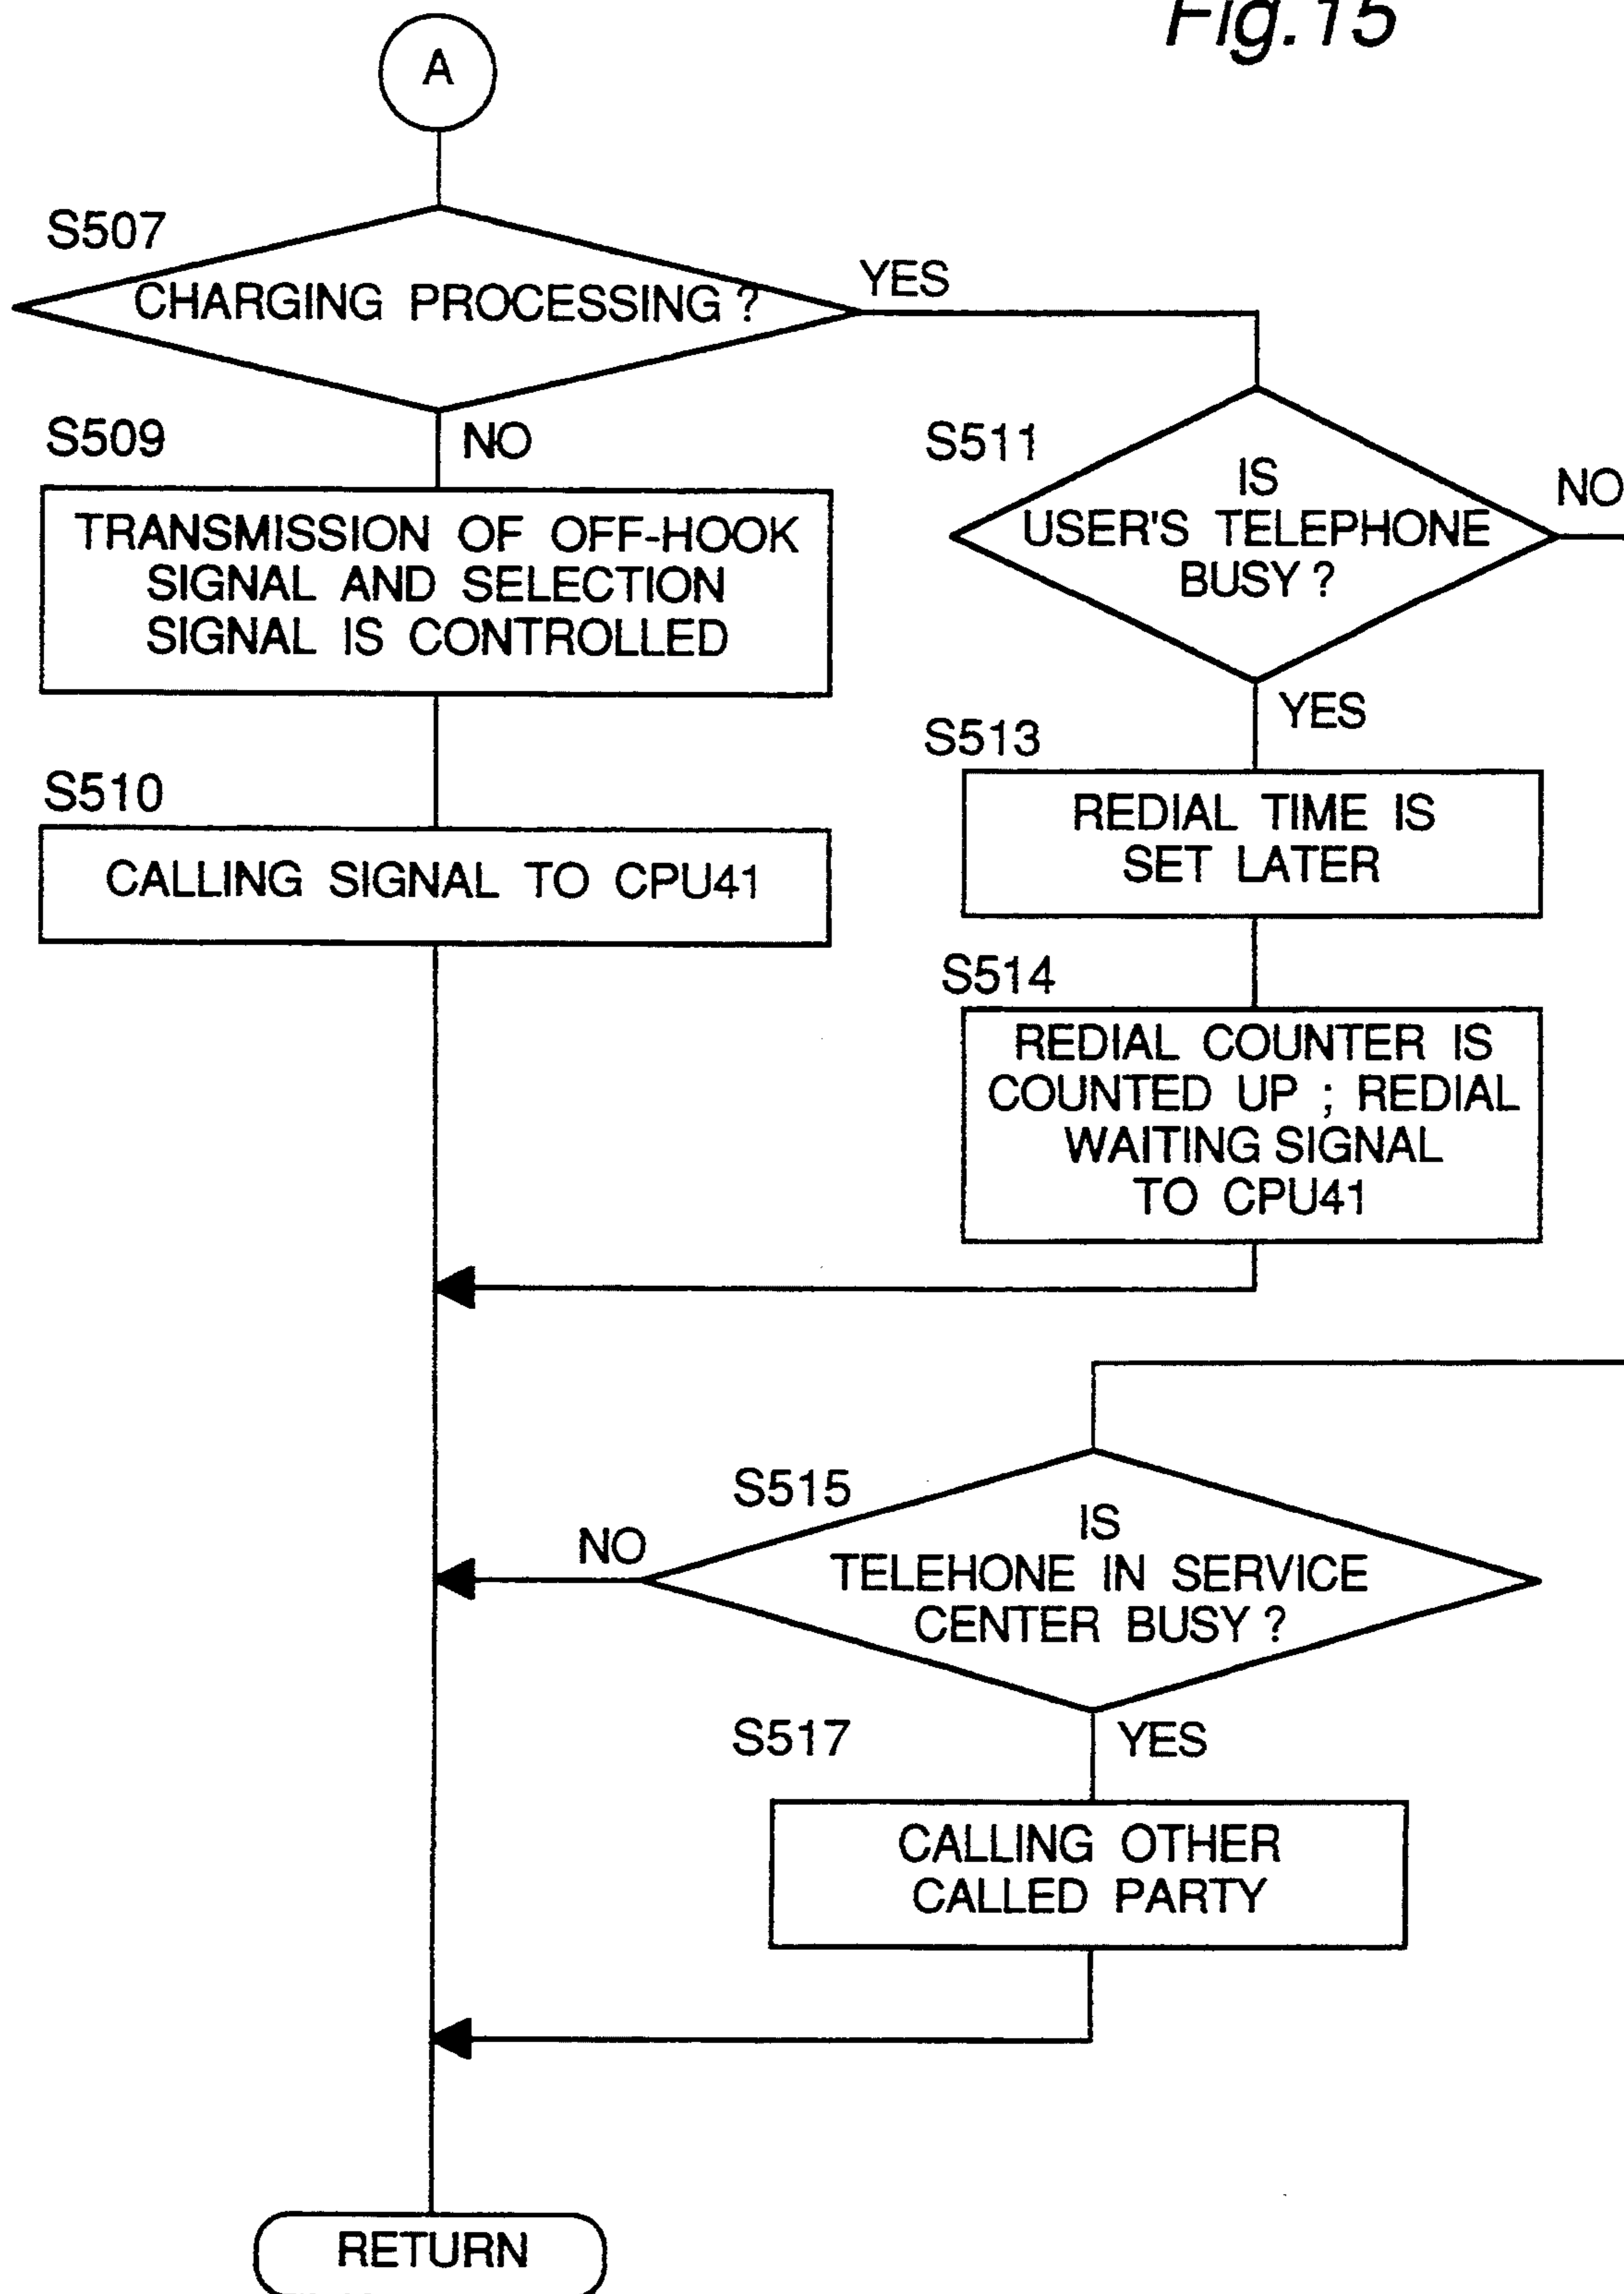 Fig.15
A
S507
CHARGING PROCESSING ?
YES
S509
NO
TRANSMISSION OF OFF-HOOK
SIGNAL AND SELECTION
SIGNAL IS CONTROLLED
S510
CALLING SIGNAL TO CPU41
S511
IS
USER'S TELEPHONE
BUSY ?
NO
YES
S513
REDIAL TIME IS
SET LATER
S514
REDIAL COUNTER IS
COUNTED UP ; REDIAL
WAITING SIGNAL
TO CPU41
S515
IS
TELEHONE IN SERVICE
CENTER BUSY ?
NO
YES
S517
CALLING OTHER
CALLED PARTY
RETURN